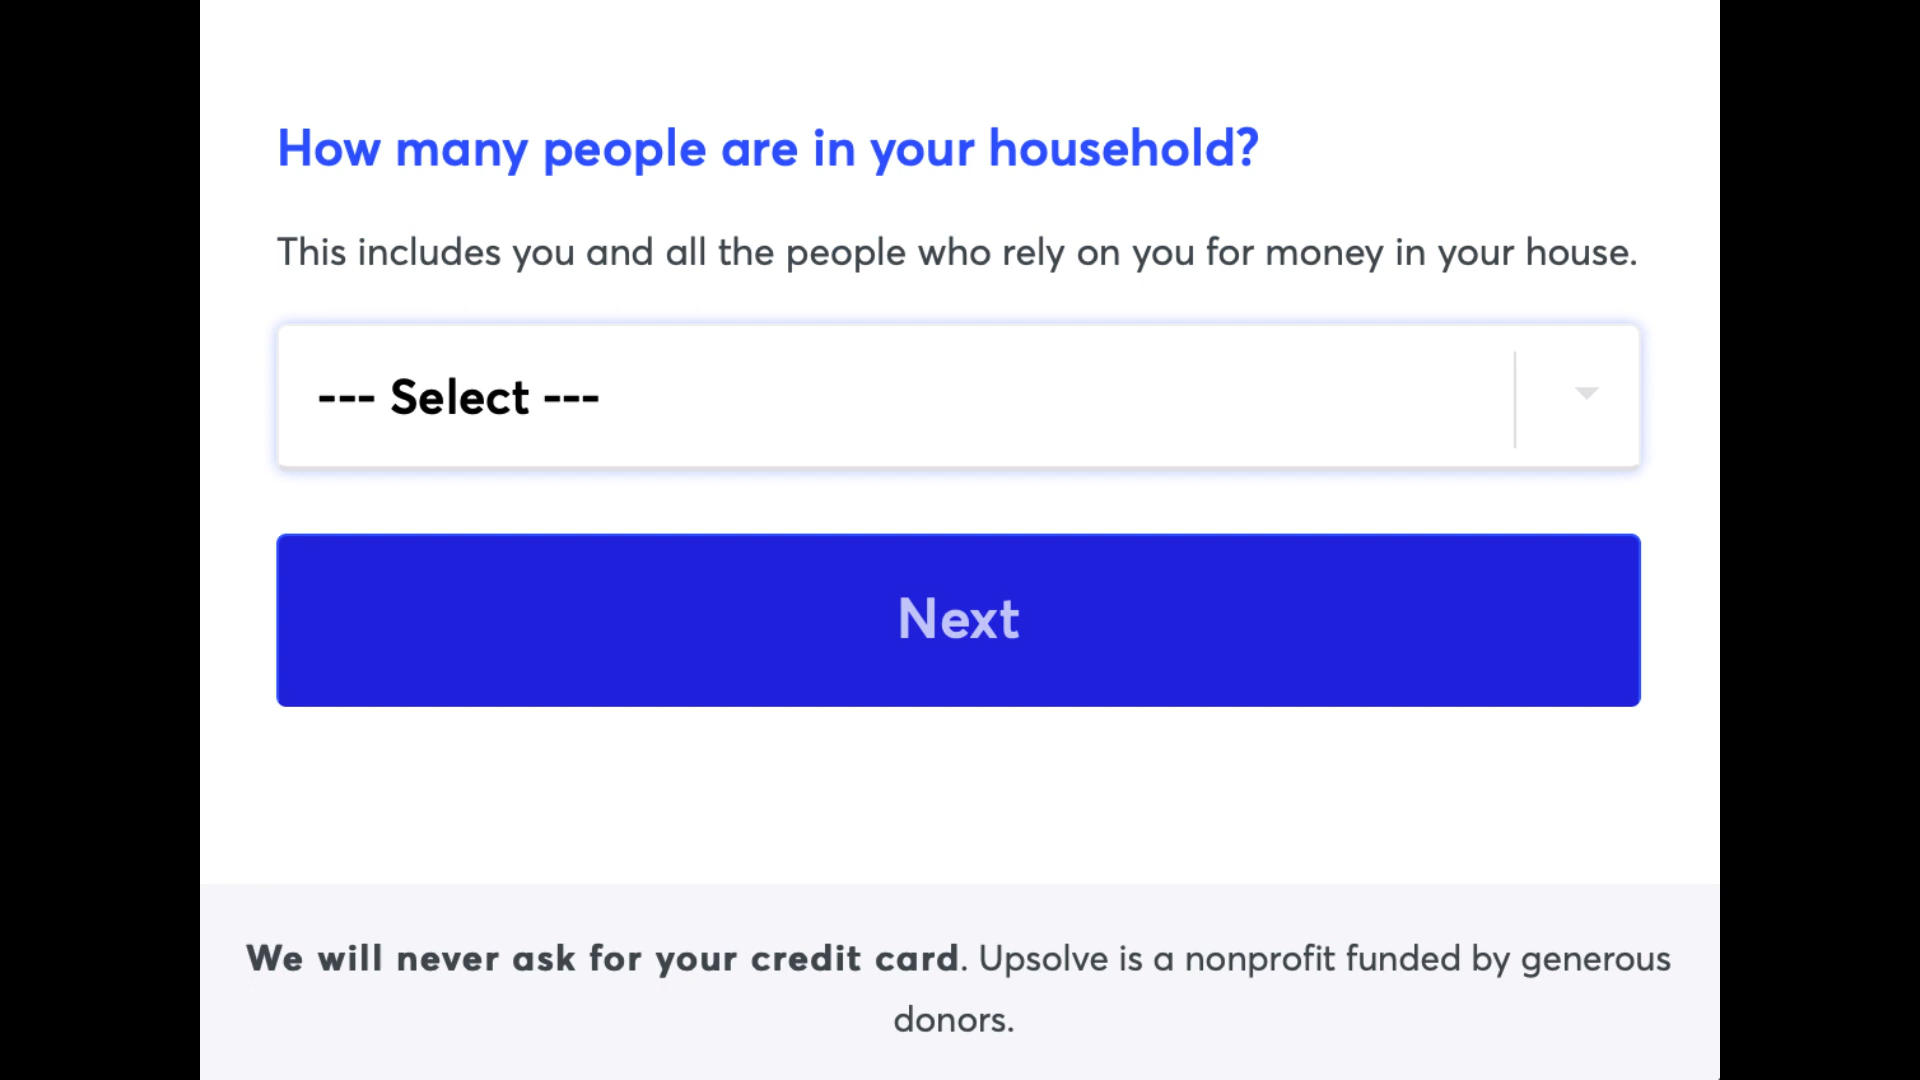 How many people are in your household?
This includes you and all the people who rely on you for money in your house.
--- Select ---
Next
We will never ask for your credit card. Upsolve is a nonprofit funded by generous
donors.